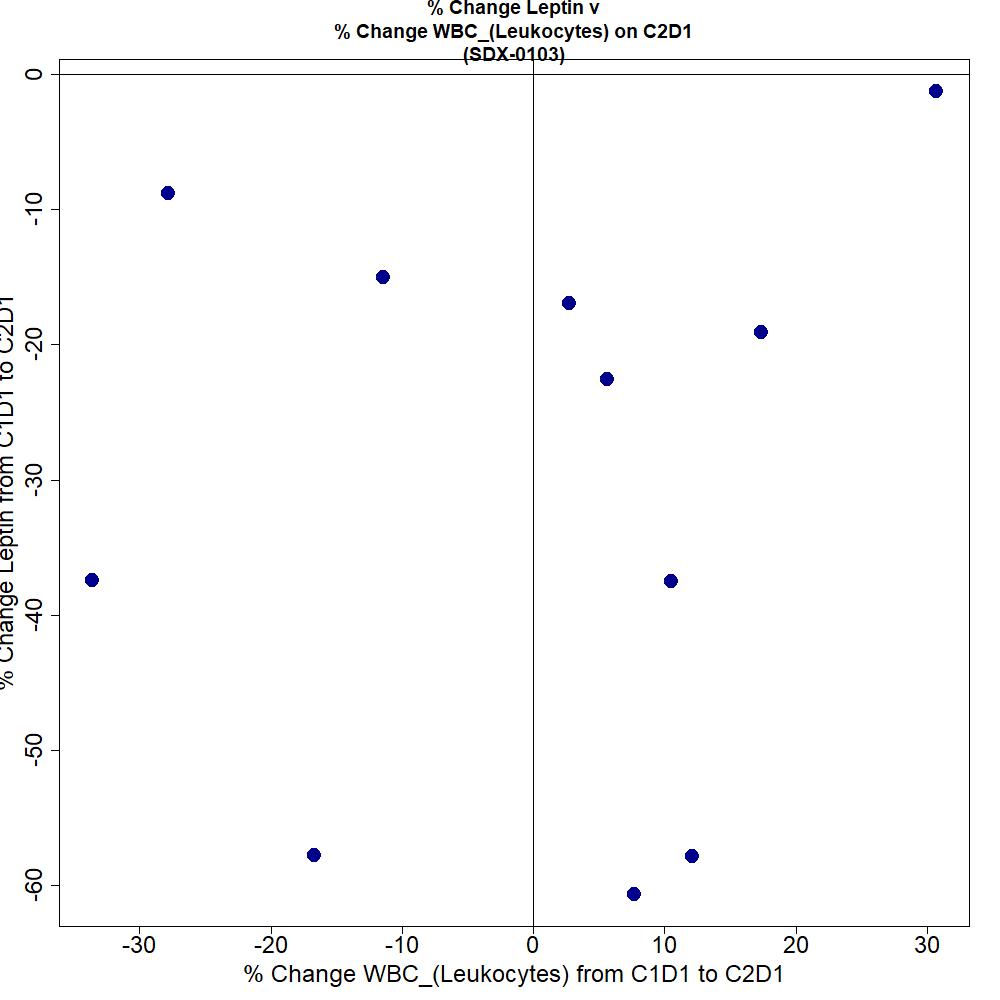 % Change Leptin v
% Change WBC_(Leukocytes) on C2D1
(SDX-0103)
% Change Leptin from C1D1 to C2D1
0
-10
-20
-30
-40
-50
-60
-30
-20
-10
0
10
20
30
% Change WBC_(Leukocytes) from C1D1 to C2D1